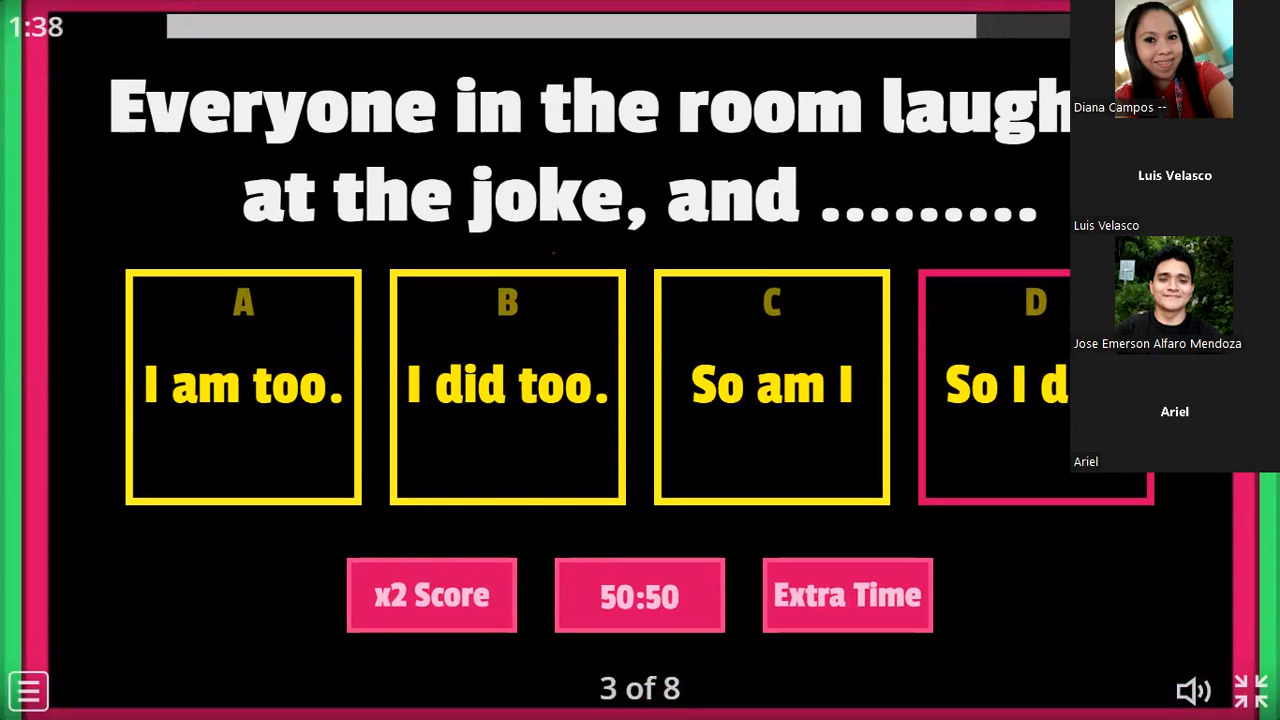 1:38
Everyone in the room laugh
at the joke, and .........
A
I am too.
B
I did too.
C
So am I
D
So I d
x2 Score
50:50
Extra Time
3 of 8
Diana Campos --
Luis Velasco
Luis Velasco
Jose Emerson Alfaro Mendoza
Ariel
Ariel